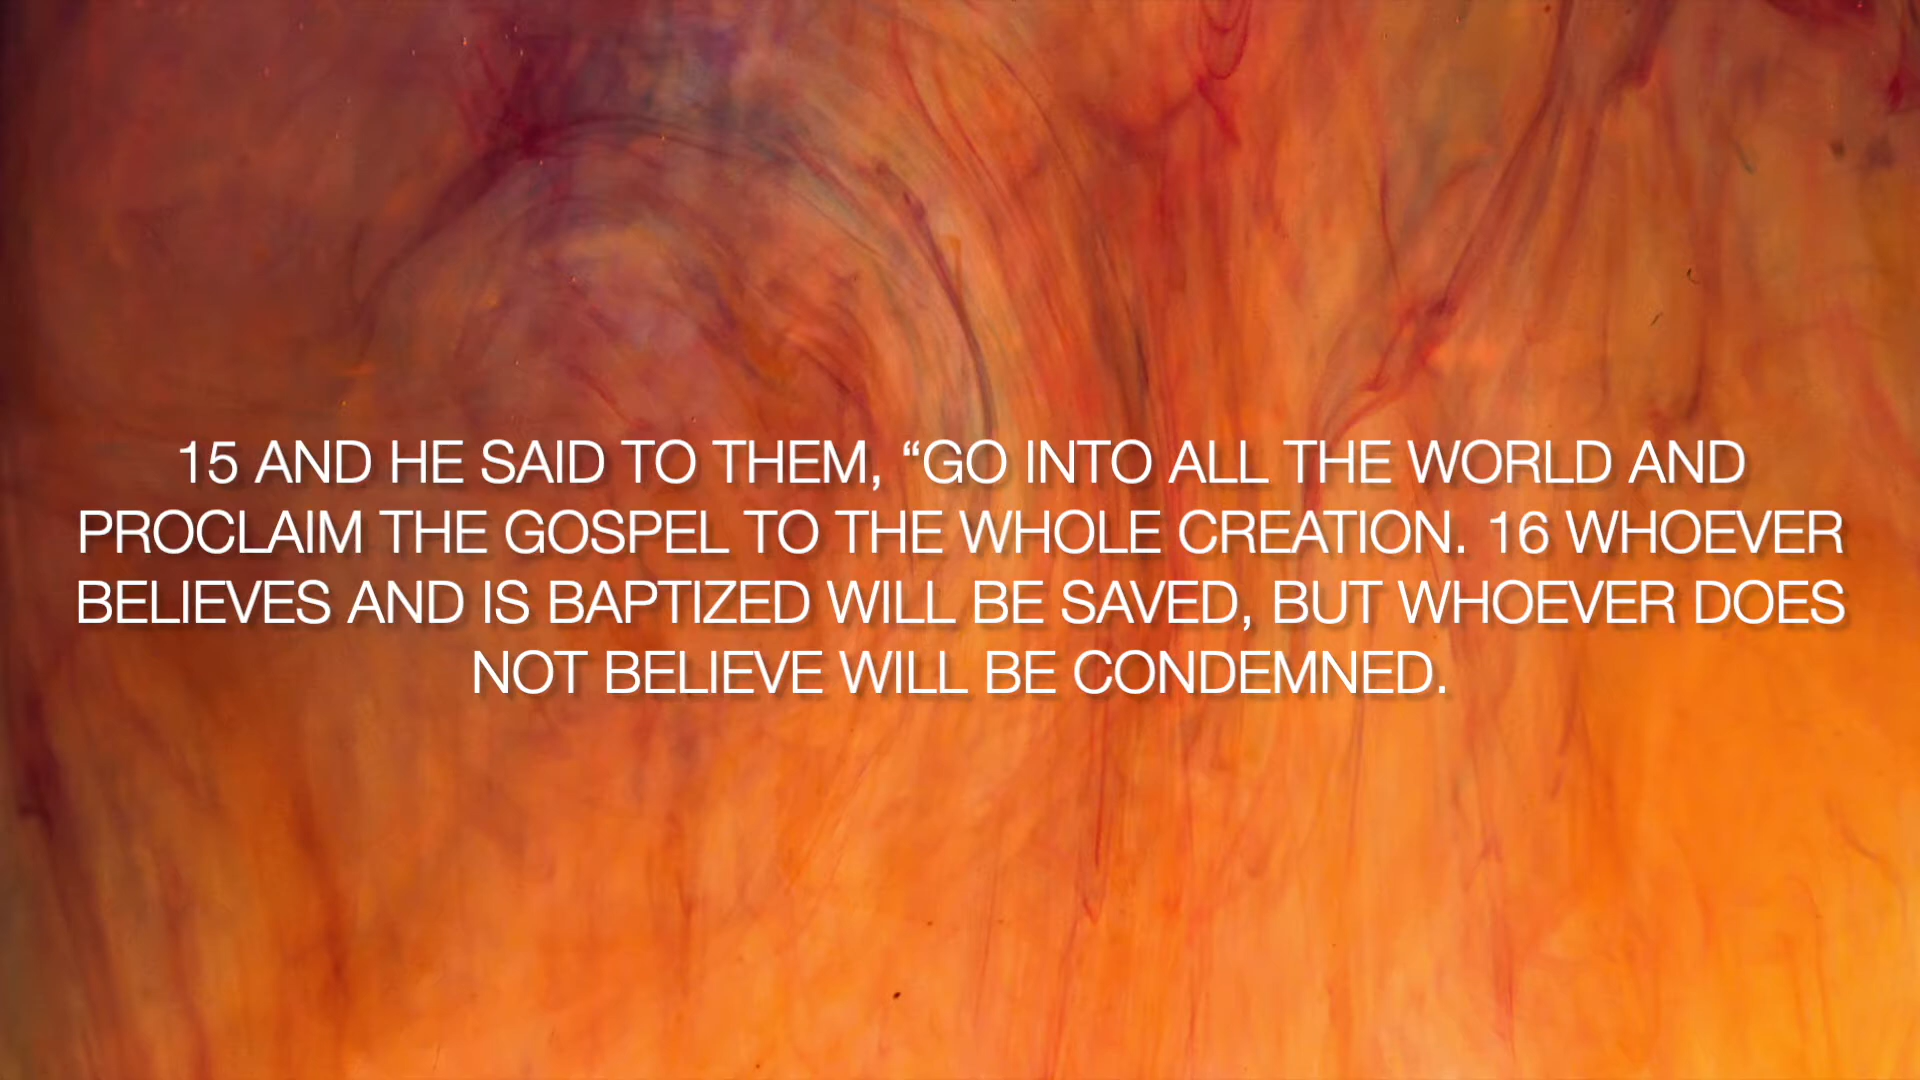 15 AND HE SAID TO THEM, “GO INTO ALL THE WORLD AND
PROCLAIM THE GOSPEL TO THE WHOLE CREATION. 16 WHOEVER
BELIEVES AND IS BAPTIZED WILL BE SAVED, BUT WHOEVER DOES
NOT BELIEVE WILL BE CONDEMNED.